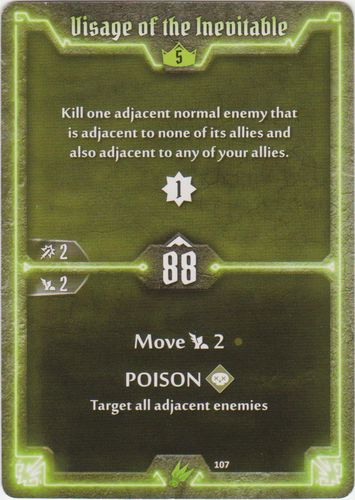 Visage of the Inevitable
5
Kill one adjacent normal enemy that
is adjacent to none of its allies and
also adjacent to any of your allies.
1
2
88
2
Move 2
POISON
Target all adjacent enemies
107